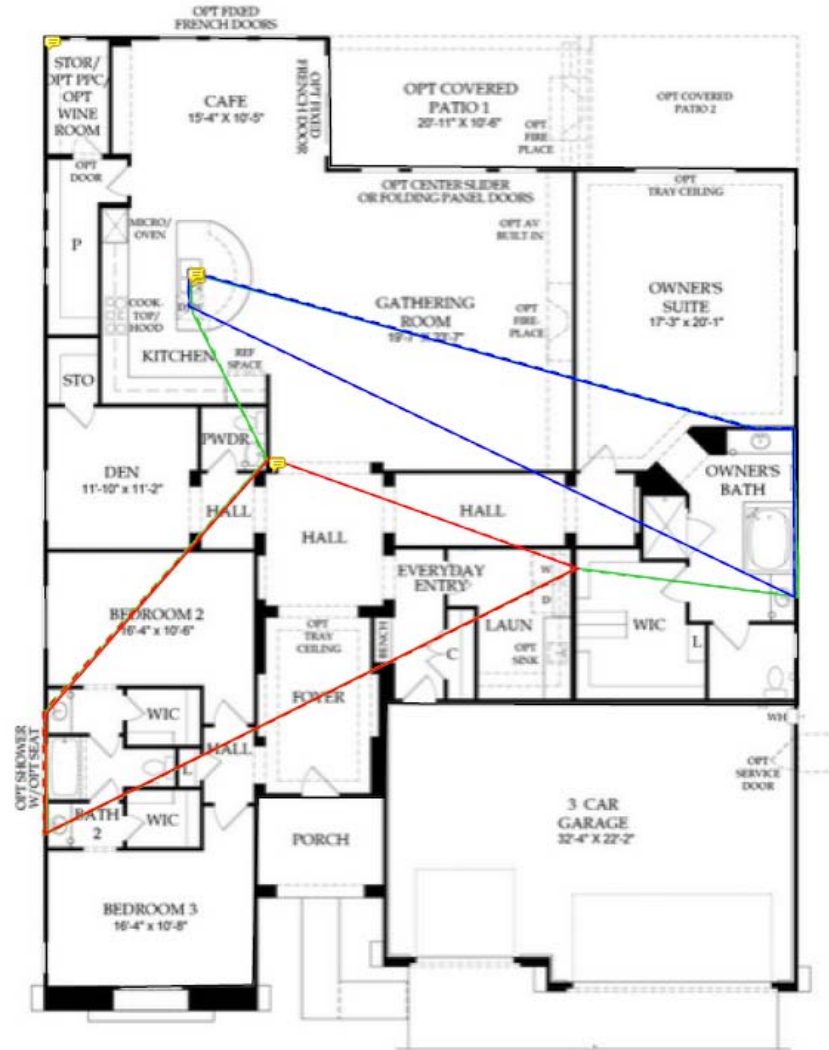 OPT FIXED
FRENCH DOORS
STOR/
OPT PPC/
OPT
WINE
ROOM
CAFE
15'-4" X 10'-5"
OPT FIXED
FRENCH DOOR
OPT COVERED
PATIO 1
20'-11" X 10'-6"
OPT
FIRE
PLACE
OPT COVERED
PATIO 2
OPT
DOOR
P
MICRO/
OVEN
OPT CENTER SLIDER
OR FOLDING PANEL DOORS
OPT AV
BUILT-IN
OPT
TRAY CEILING
COOK-
TOP/
HOOD
KITCHEN
REF
SPACE
GATHERING
ROOM
OPT
FIRE-
PLACE
OWNER'S
SUITE
17'-3" x 20'-1"
STO
PWDR
DEN
11'-10" x 11'-2"
HALL
HALL
HALL
OWNER'S
BATH
EVERYDAY
ENTRY
W
D
LAUN
OPT
SINK
WIC
L
BEDROOM 2
16'-4" x 10'-6"
OPT
TRAY
CEILING
FOYER
BENCH
C
WIC
HALL
L
OPT SHOWER
W/OPT SEAT
BATH
2
WIC
WH
OPT
SERVICE
DOOR
PORCH
3 CAR
GARAGE
32'-4" X 22'-2"
BEDROOM 3
16'-4" x 10'-8"